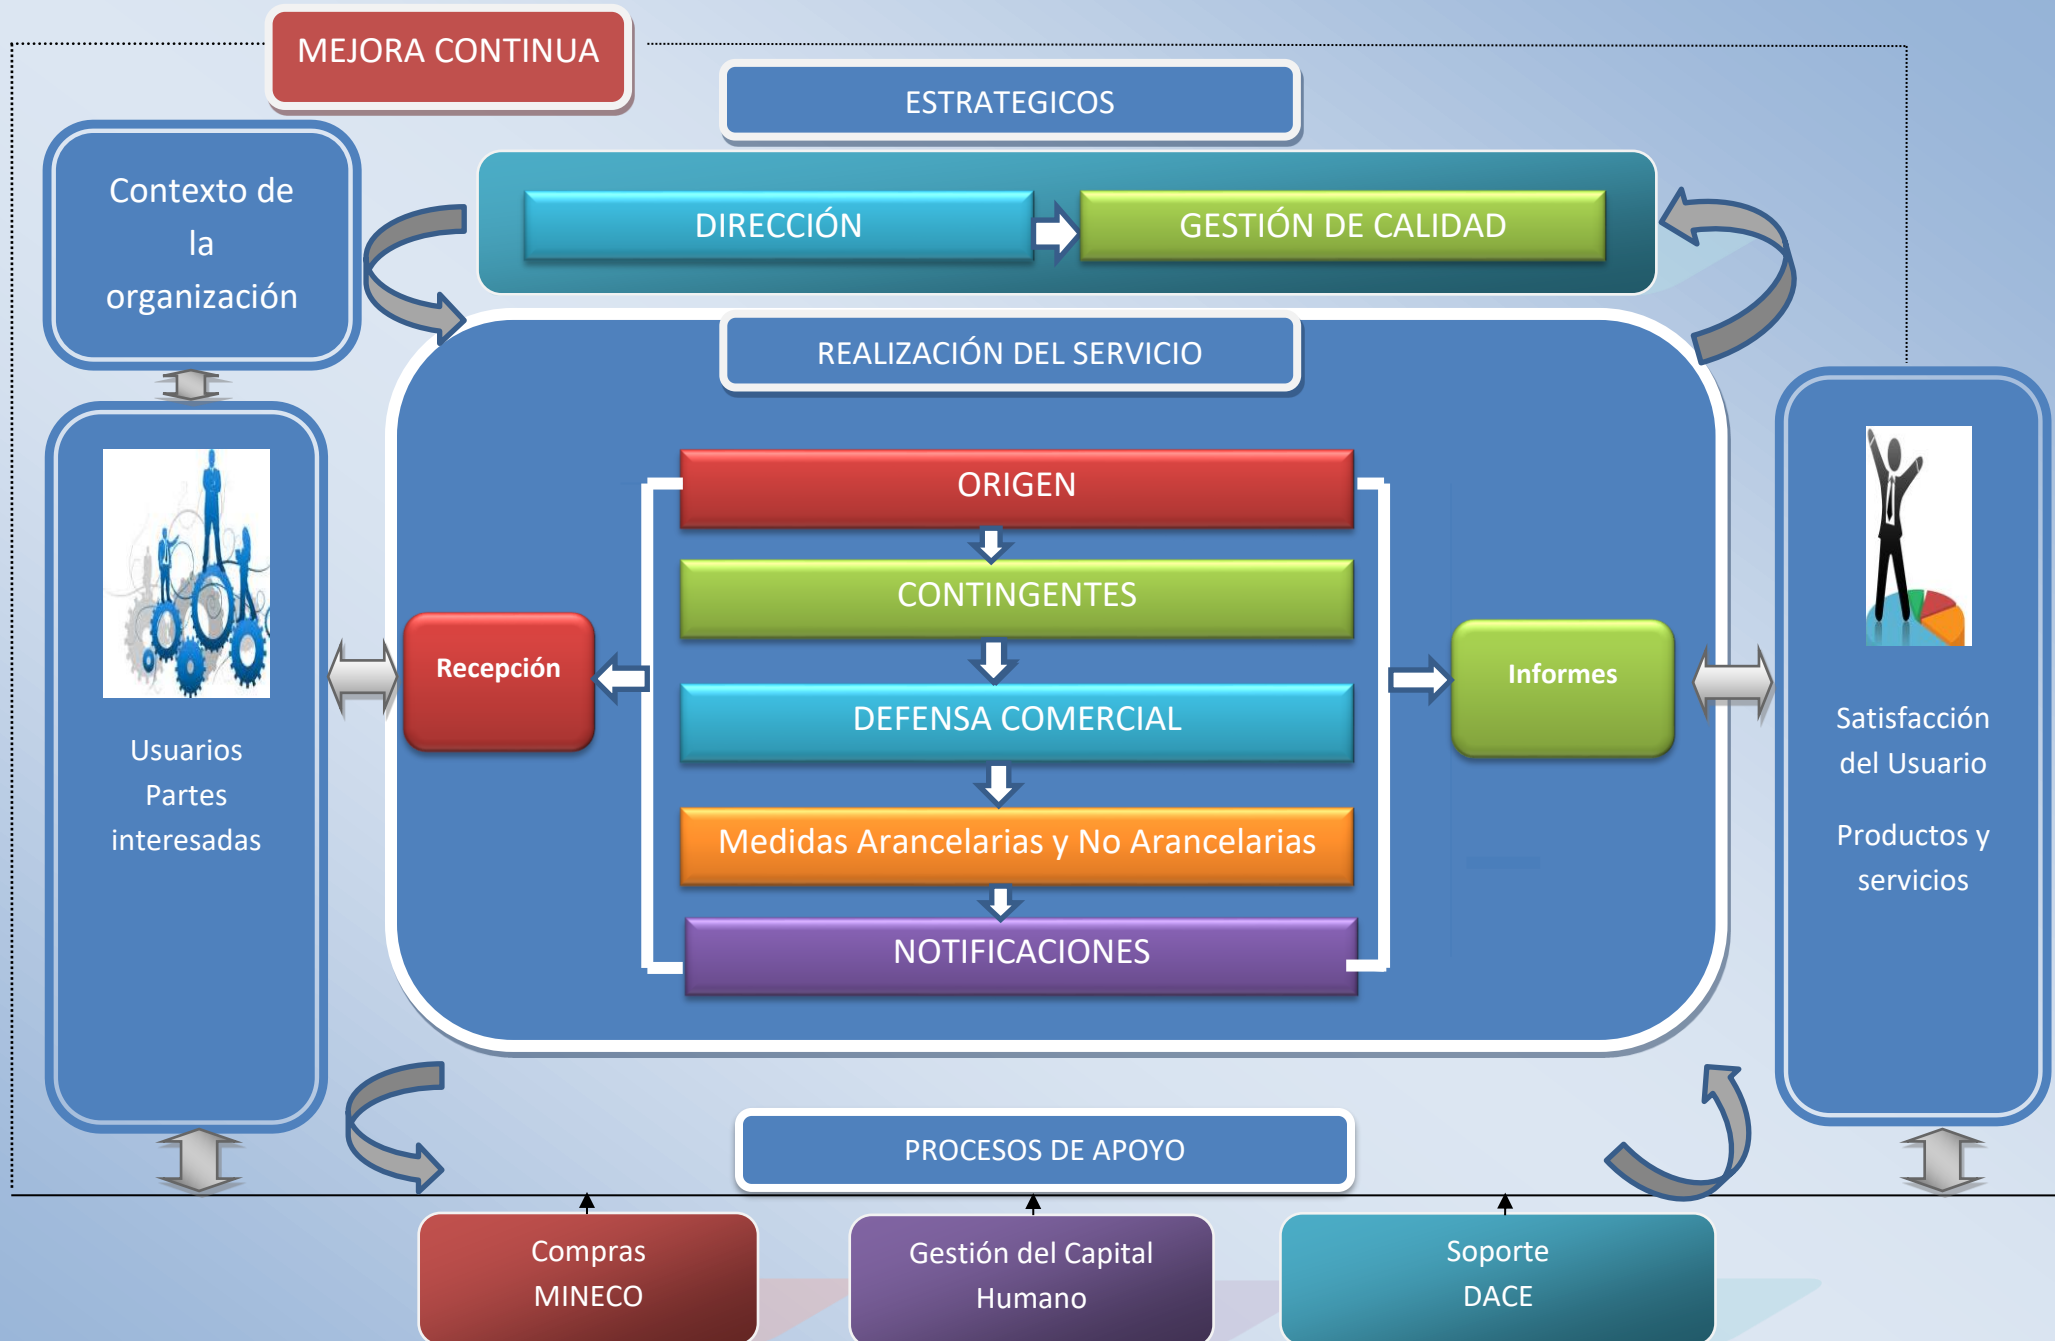 MEJORA CONTINUA
ESTRATEGICOS
Contexto de
la
organización
DIRECCIÓN
GESTIÓN DE CALIDAD
REALIZACIÓN DEL SERVICIO
ORIGEN
CONTINGENTES
DEFENSA COMERCIAL
Medidas Arancelarias y No Arancelarias
NOTIFICACIONES
Recepción
Informes
Usuarios
Partes
interesadas
Satisfacción
del Usuario
Productos y
servicios
PROCESOS DE APOYO
Compras
MINECO
Gestión del Capital
Humano
Soporte
DACE